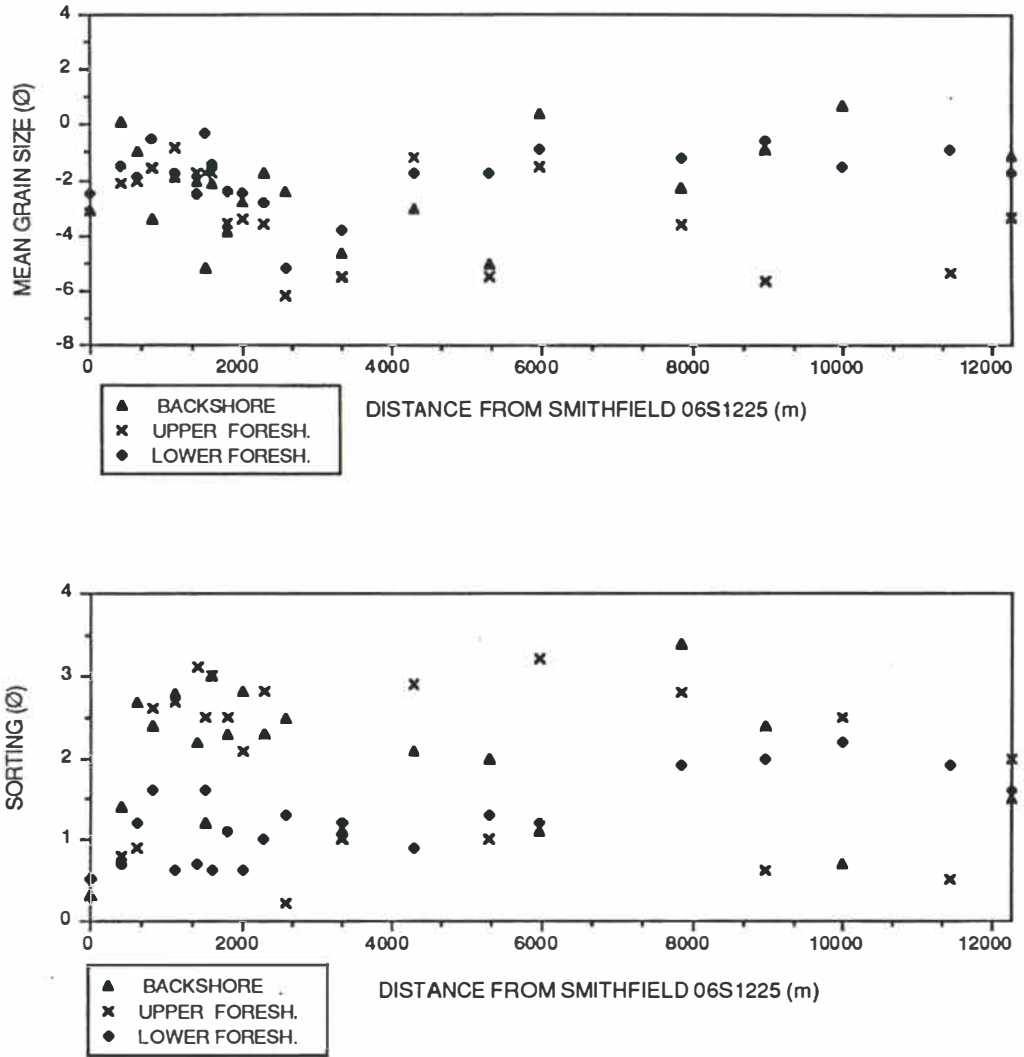 4
2
0
-2
-4
-6
-8
MEAN GRAIN SIZE (Ø)
0 2000 4000 6000 8000 10000 12000
DISTANCE FROM SMITHFIELD 06S1225 (m)
BACKSHORE
UPPER FORESH.
LOWER FORESH.
4
3
2
1
0
SORTING (Ø)
0 2000 4000 6000 8000 10000 12000
DISTANCE FROM SMITHFIELD 06S1225 (m)
BACKSHORE
UPPER FORESH.
LOWER FORESH.